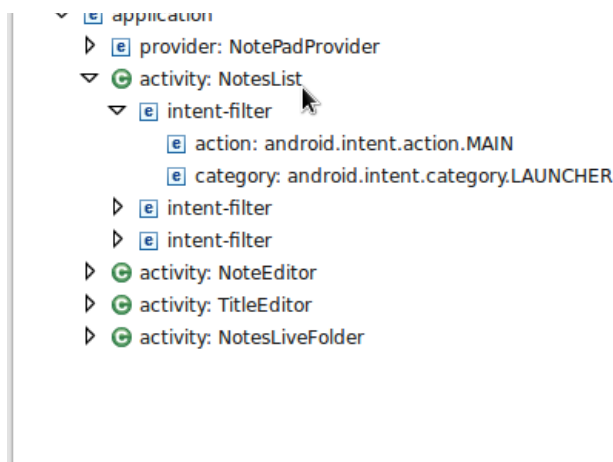 application
provider: NotePadProvider
activity: NotesList
intent-filter
action: android.intent.action.MAIN
category: android.intent.category.LAUNCHER
intent-filter
intent-filter
activity: NoteEditor
activity: TitleEditor
activity: NotesLiveFolder